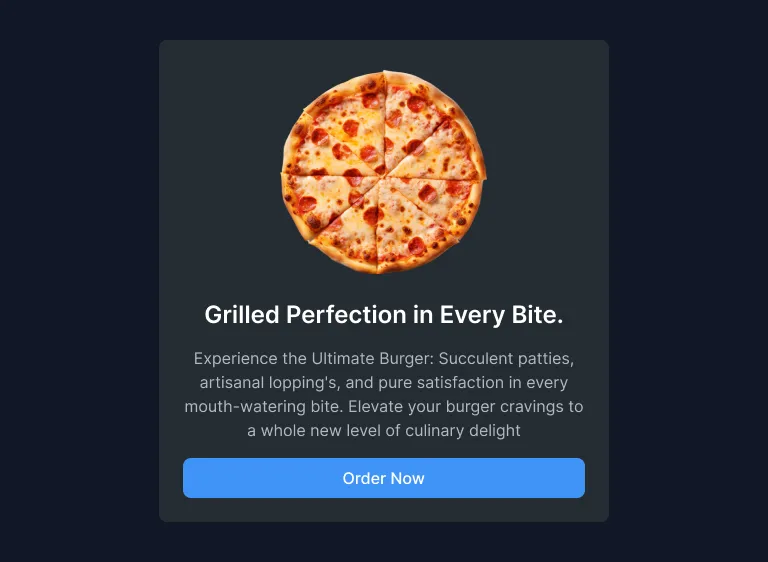 Grilled Perfection in Every Bite.
Experience the Ultimate Burger: Succulent patties,
artisanal lopping's, and pure satisfaction in every
mouth-watering bite. Elevate your burger cravings to
a whole new level of culinary delight
Order Now